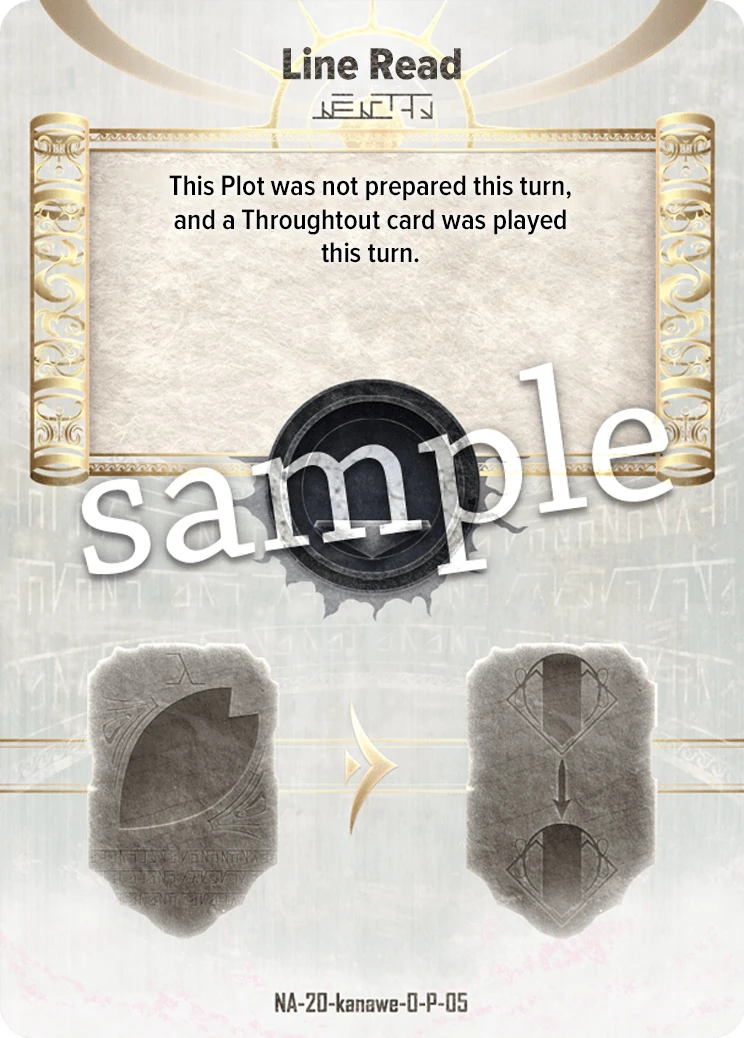 Line Read
This Plot was not prepared this turn,
and a Throughtout card was played
this turn.
sample
NA-20-kanawe-O-P-05